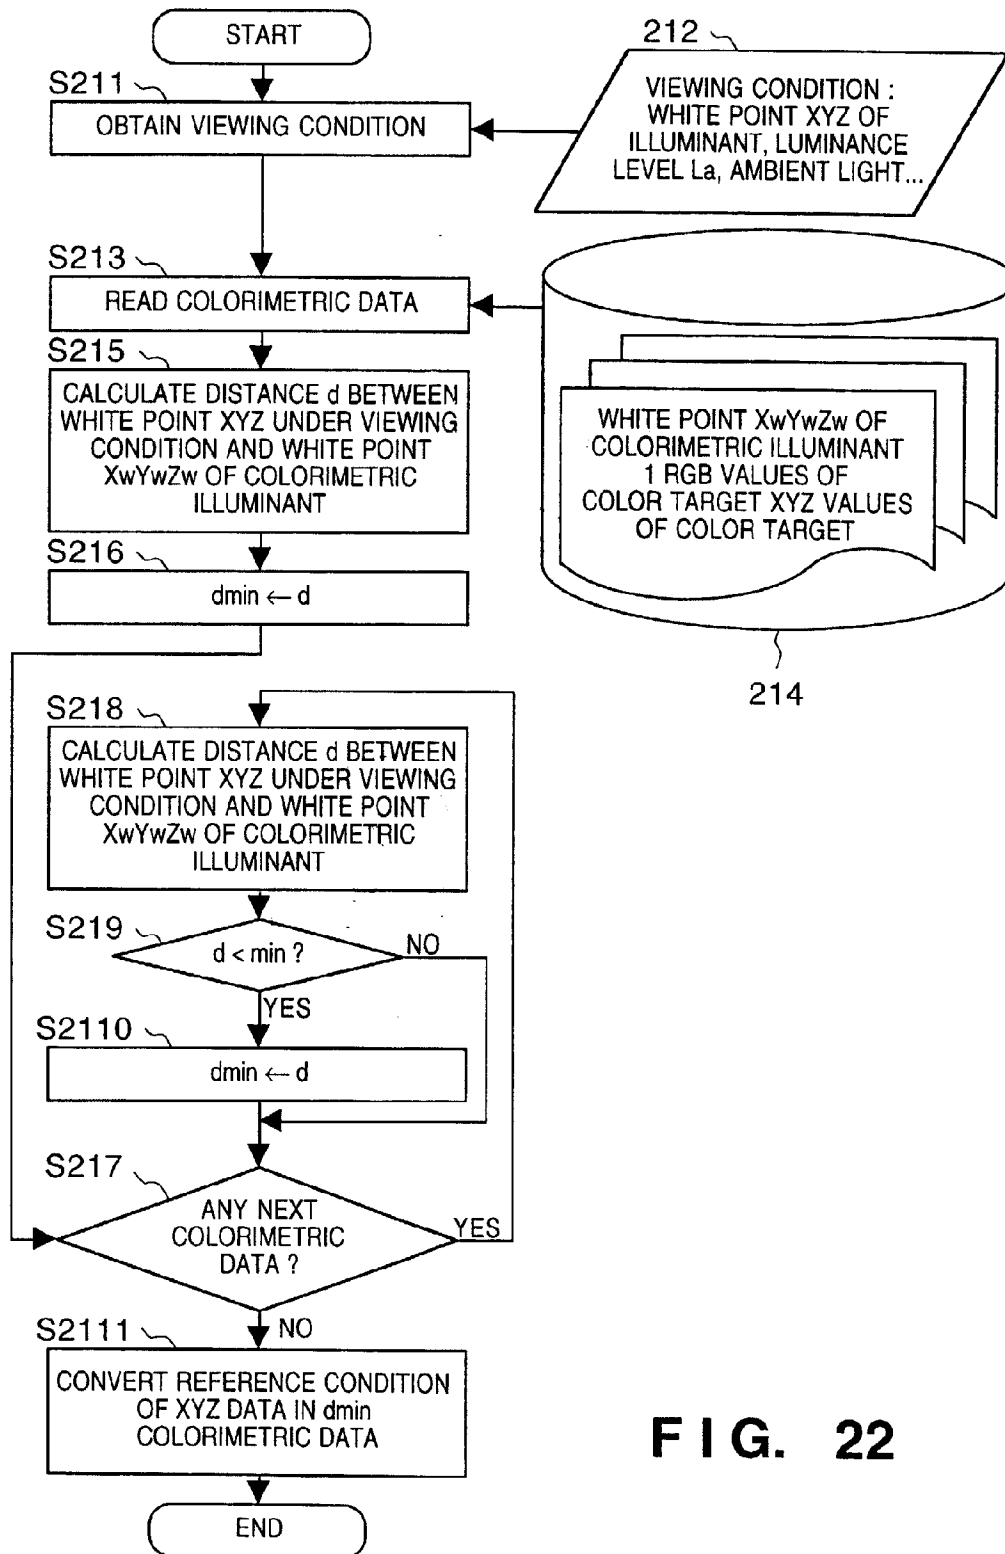 START
212
S211
OBTAIN VIEWING CONDITION
VIEWING CONDITION :
WHITE POINT XYZ OF
ILLUMINANT, LUMINANCE
LEVEL La, AMBIENT LIGHT...
S213
READ COLORIMETRIC DATA
S215
CALCULATE DISTANCE d BETWEEN
WHITE POINT XYZ UNDER VIEWING
CONDITION AND WHITE POINT
XwYwZw OF COLORIMETRIC
ILLUMINANT
WHITE POINT XwYwZw OF
COLORIMETRIC ILLUMINANT
1 RGB VALUES OF
COLOR TARGET XYZ VALUES
OF COLOR TARGET
S216
dmin ← d
214
S218
CALCULATE DISTANCE d BETWEEN
WHITE POINT XYZ UNDER VIEWING
CONDITION AND WHITE POINT
XwYwZw OF COLORIMETRIC
ILLUMINANT
S219
d < min ?
NO
YES
S2110
dmin ← d
S217
ANY NEXT
COLORIMETRIC
DATA ?
YES
NO
S2111
CONVERT REFERENCE CONDITION
OF XYZ DATA IN dmin
COLORIMETRIC DATA
END
FIG. 22